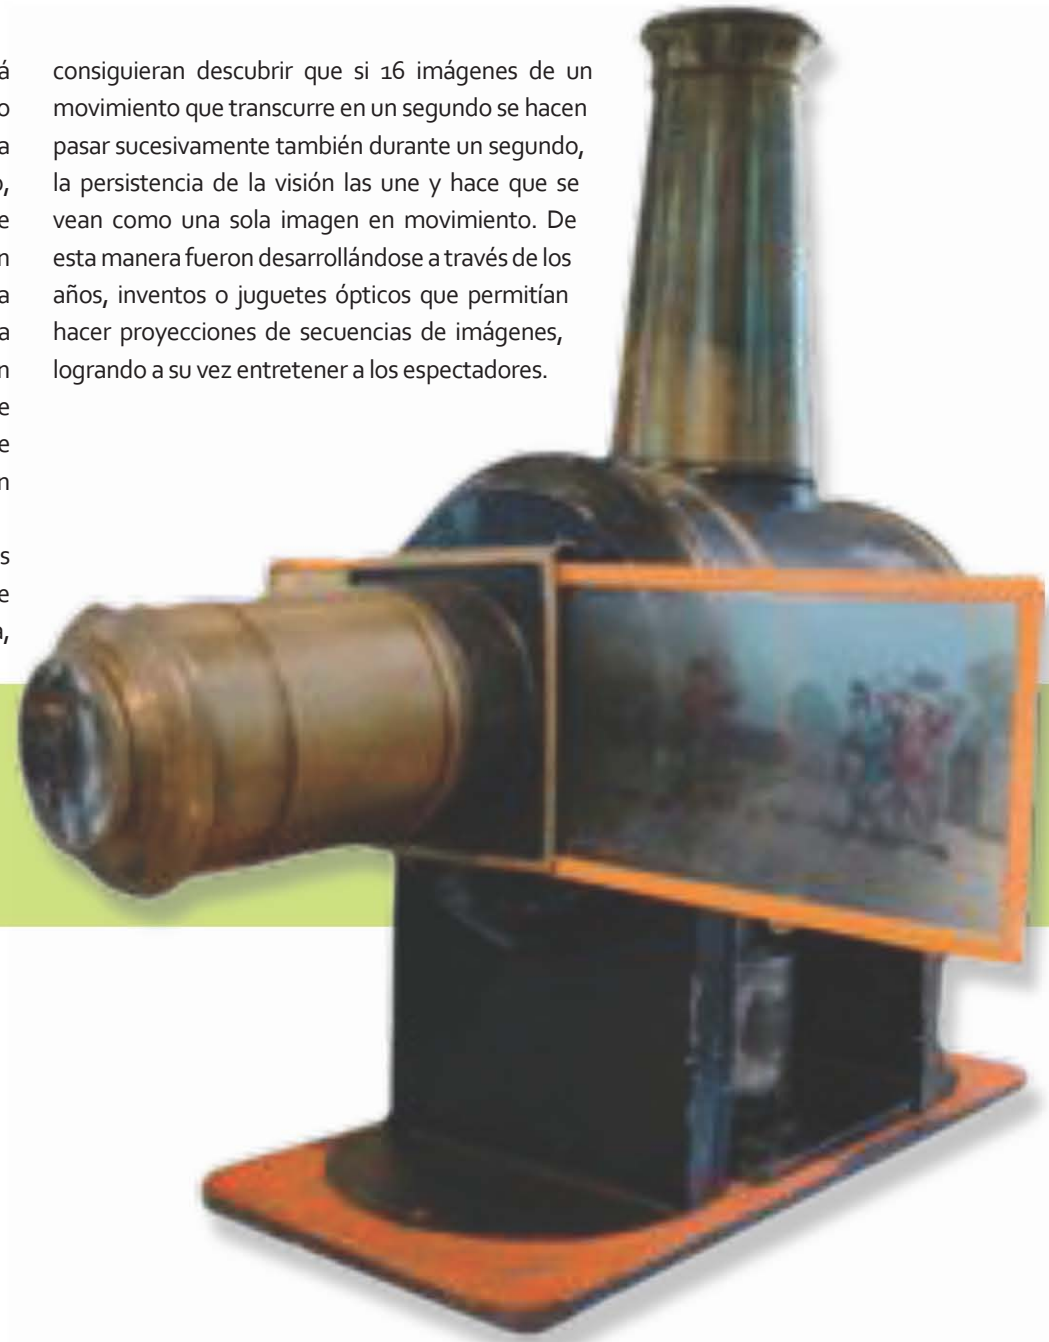 consiguieran descubrir que si 16 imágenes de un
movimiento que transcurre en un segundo se hacen
pasar sucesivamente también durante un segundo,
la persistencia de la visión las une y hace que se
vean como una sola imagen en movimiento. De
esta manera fueron desarrollándose a través de los
años, inventos o juguetes ópticos que permitían
hacer proyecciones de secuencias de imágenes,
logrando a su vez entretener a los espectadores.